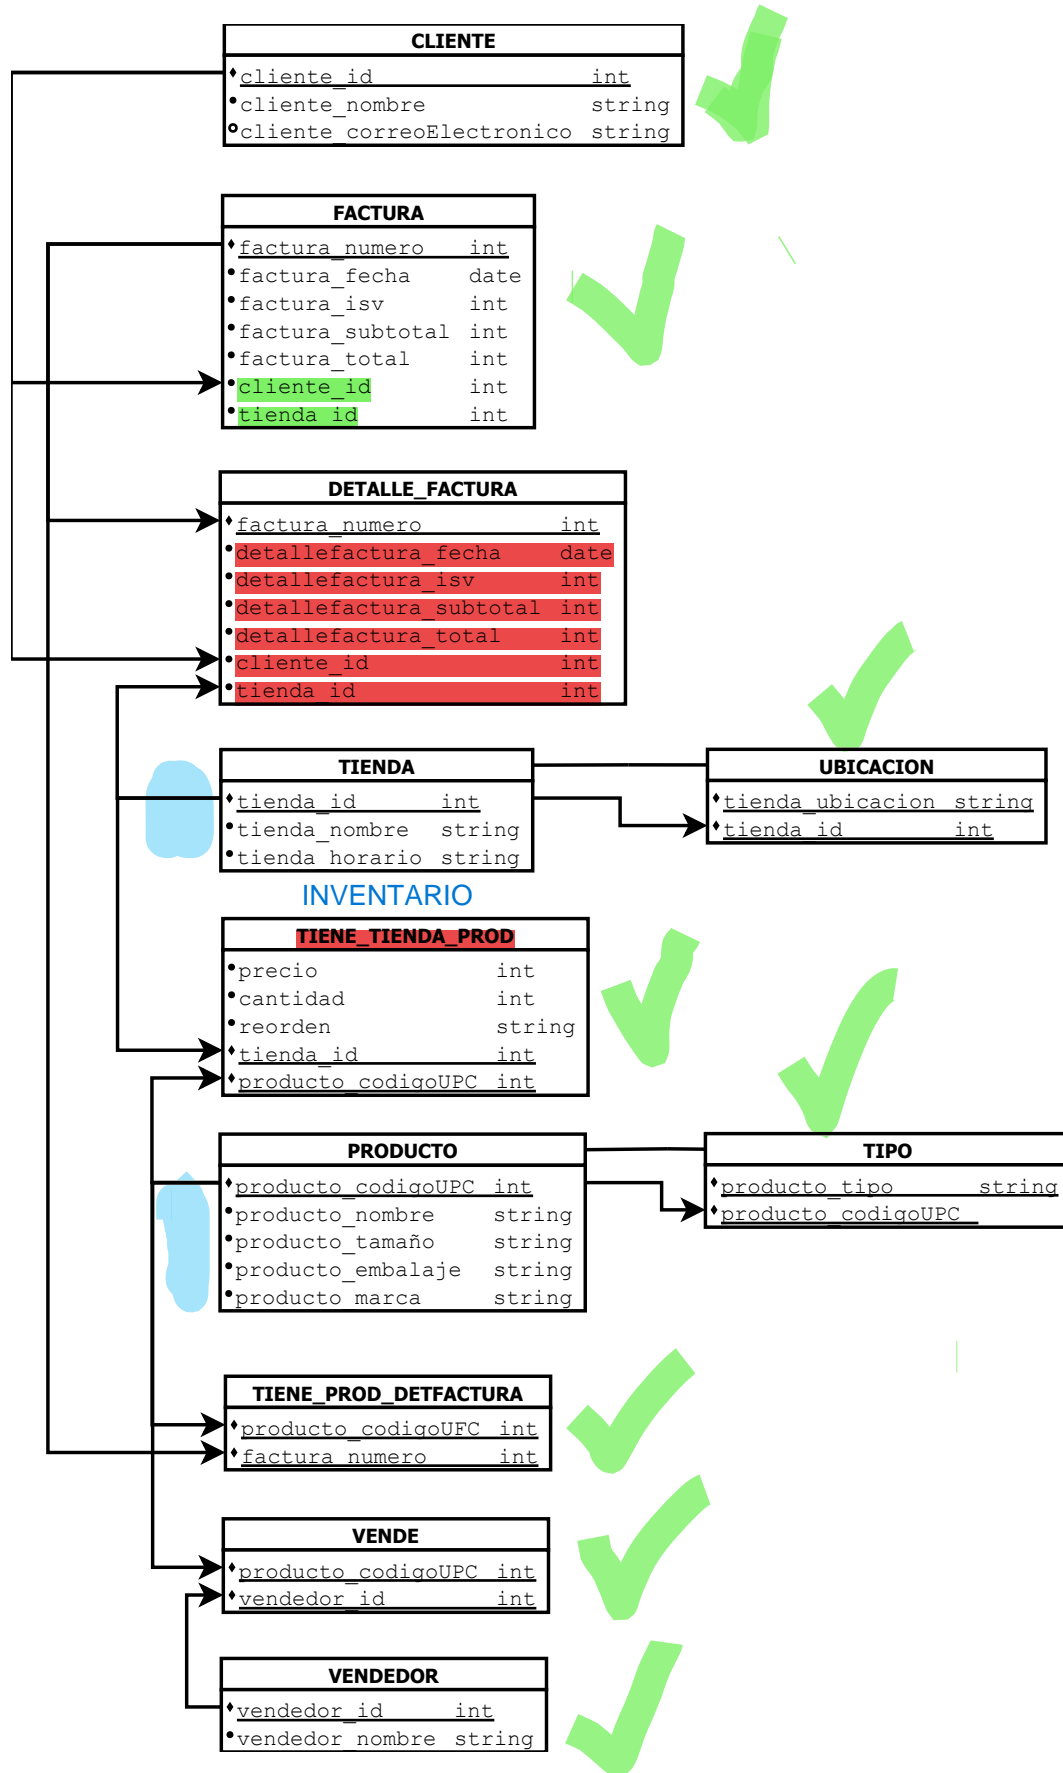 CLIENTE
cliente_id int
cliente_nombre string
cliente_correoElectronico string
FACTURA
factura_numero int
factura_fecha date
factura_isv int
factura_subtotal int
factura_total int
cliente_id int
tienda_id int
DETALLE_FACTURA
factura_numero int
detallefactura_fecha date
detallefactura_isv int
detallefactura_subtotal int
detallefactura_total int
cliente_id int
tienda_id int
TIENDA
tienda_id int
tienda_nombre string
tienda_horario string
UBICACION
tienda_ubicacion string
tienda_id int
INVENTARIO
TIENE_TIENDA_PROD
precio int
cantidad int
reorden string
tienda_id int
producto_codigoUPC int
PRODUCTO
producto_codigoUPC int
producto_nombre string
producto_tamaño string
producto_embalaje string
producto_marca string
TIPO
producto_tipo string
producto_codigoUPC
TIENE_PROD_DETFACTURA
producto_codigoUFC int
factura_numero int
VENDE
producto_codigoUPC int
vendedor_id int
VENDEDOR
vendedor_id int
vendedor_nombre string